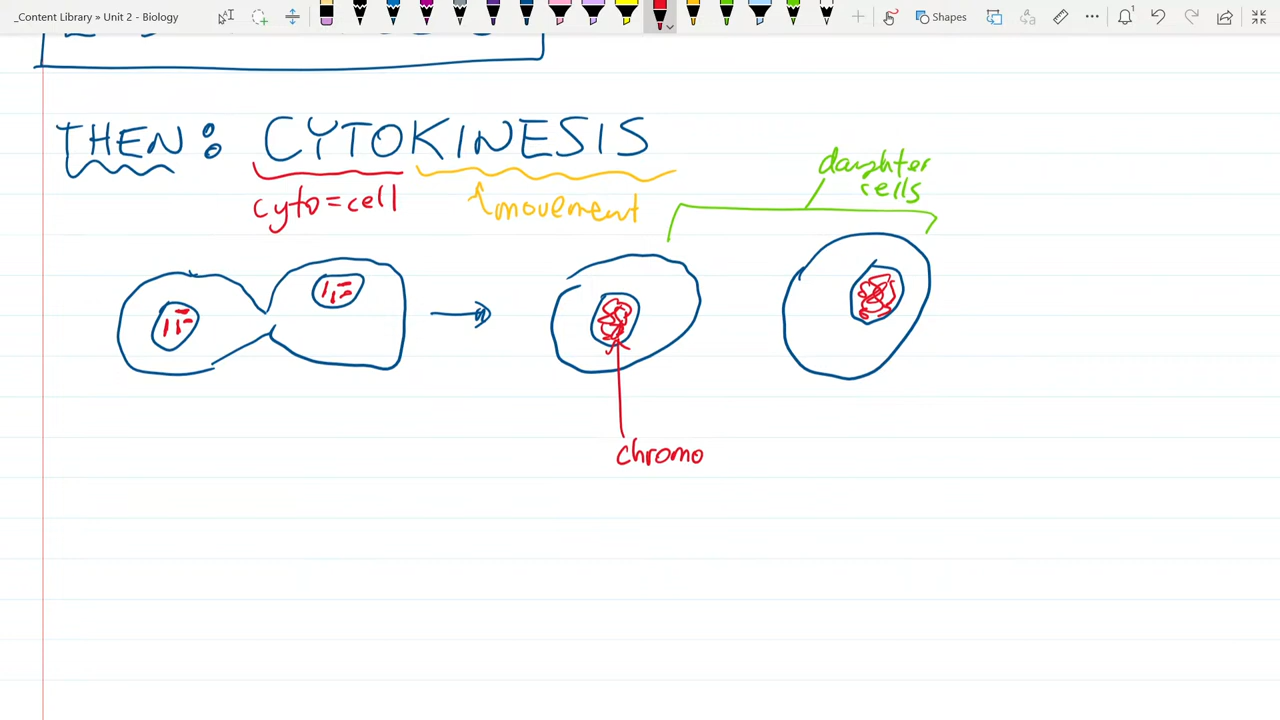 _Content Library » Unit 2 - Biology
Shapes
THEN: CYTOKINESIS
daughter
cells
cyto=cell
movement
chromo